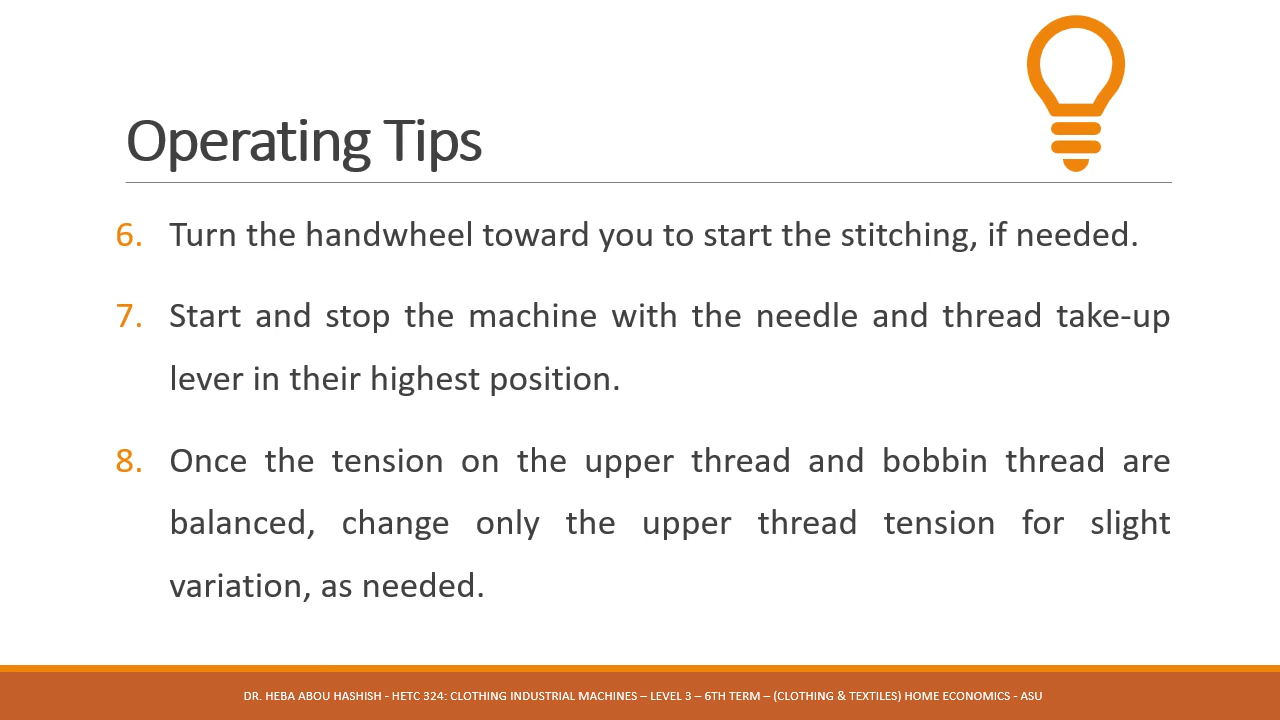 Operating Tips
6. Turn the handwheel toward you to start the stitching, if needed.
7. Start and stop the machine with the needle and thread take-up
lever in their highest position.
8. Once the tension on the upper thread and bobbin thread are
balanced, change only the upper thread tension for slight
variation, as needed.
DR. HEBA ABOU HASHISH - HETC 324: CLOTHING INDUSTRIAL MACHINES – LEVEL 3 – 6TH TERM – (CLOTHING & TEXTILES) HOME ECONOMICS - ASU